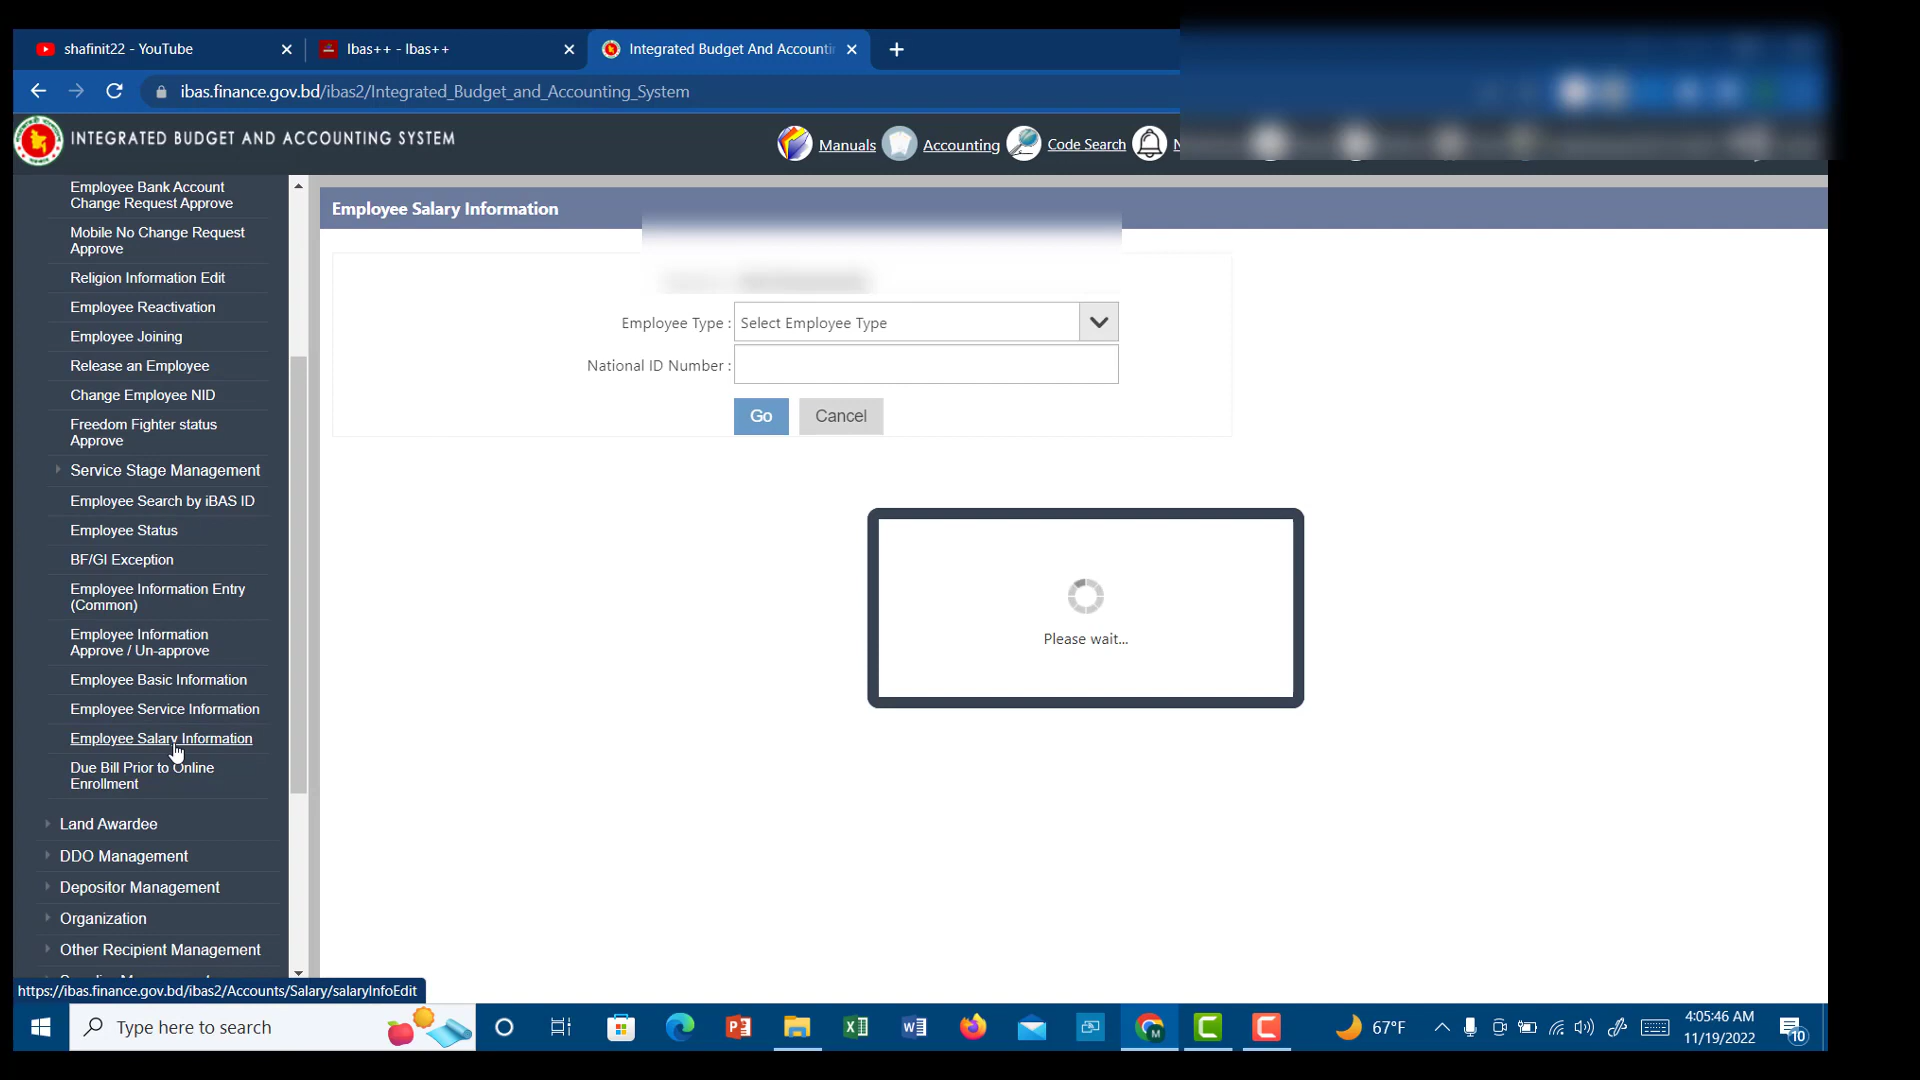 shafinit22 - YouTube
Ibas++ - Ibas++
Integrated Budget And Accounti
ibas.finance.gov.bd/ibas2/Integrated_Budget_and_Accounting_System
INTEGRATED BUDGET AND ACCOUNTING SYSTEM
Manuals
Accounting
Code Search
N
Employee Bank Account
Change Request Approve
Mobile No Change Request
Approve
Religion Information Edit
Employee Reactivation
Employee Joining
Release an Employee
Change Employee NID
Freedom Fighter status
Approve
Service Stage Management
Employee Search by iBAS ID
Employee Status
BF/GI Exception
Employee Information Entry
(Common)
Employee Information
Approve / Un-approve
Employee Basic Information
Employee Service Information
Employee Salary Information
Due Bill Prior to Online
Enrollment
Land Awardee
DDO Management
Depositor Management
Organization
Other Recipient Management
Employee Salary Information
Employee Type :
Select Employee Type
National ID Number :
Go
Cancel
Please wait...
https://ibas.finance.gov.bd/ibas2/Accounts/Salary/salaryInfoEdit
Type here to search
67°F
4:05:46 AM
11/19/2022
10